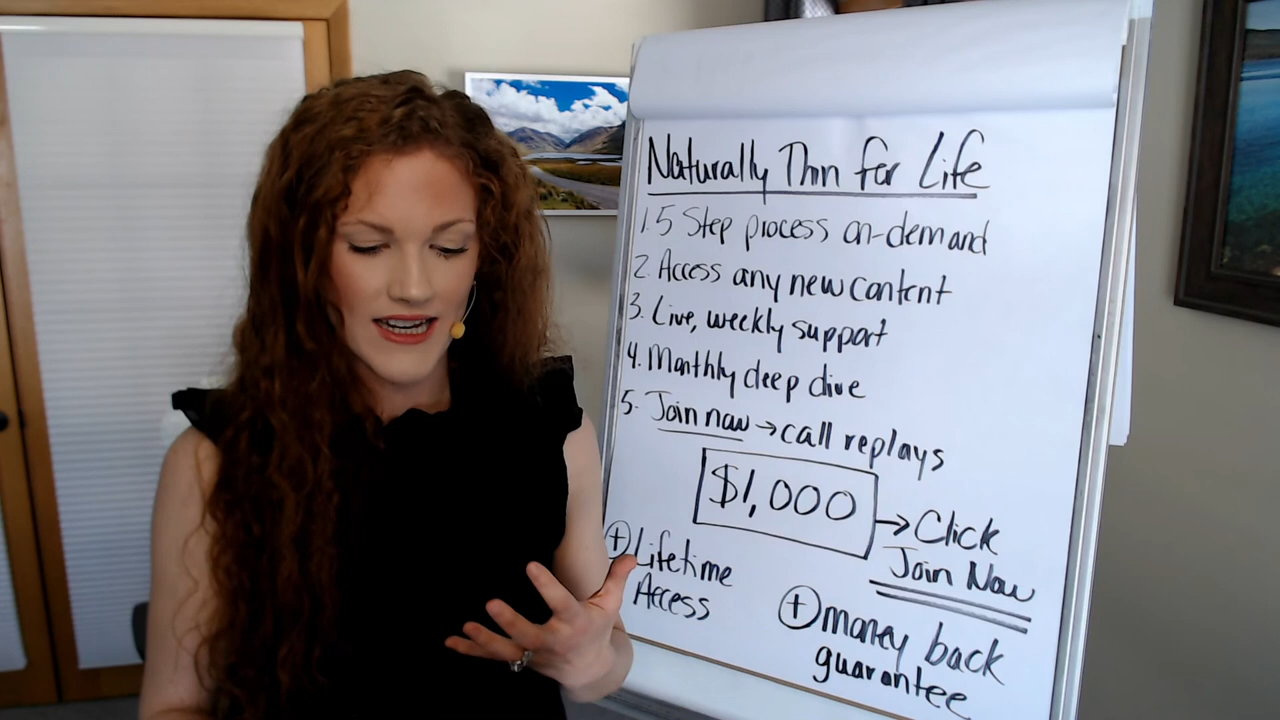 Naturally Thin for Life
1. 5 Step process on-demand
2. Access any new content
3. Live, weekly support
4. Monthly deep dive
5. Join now → call replays
$1,000 → Click
Join Now
+ Lifetime
Access
+ money back
guarantee